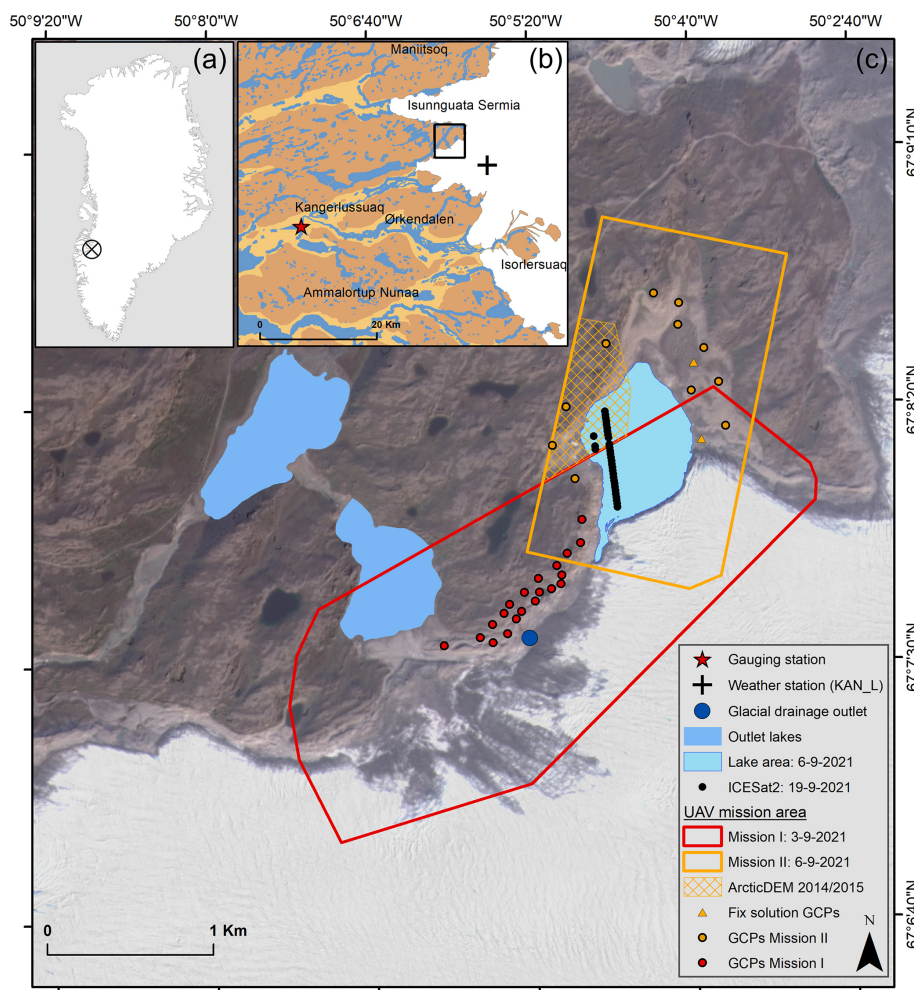 50°9'20"W
50°8'0"W
50°6'40"W
50°5'20"W
50°4'0"W
50°2'40"W
(a)
(b)
(c)
Maniitsoq
Isunnguata Sermia
Kangerlussuaq
Ørkendalen
Isorlersuaq
Ammalortup Nunaa
0
20 Km
67°9'10"N
67°8'20"N
67°7'30"N
67°6'40"N
Gauging station
Weather station (KAN_L)
Glacial drainage outlet
Outlet lakes
Lake area: 6-9-2021
ICESat2: 19-9-2021
UAV mission area
Mission I: 3-9-2021
Mission II: 6-9-2021
ArcticDEM 2014/2015
Fix solution GCPs
GCPs Mission II
GCPs Mission I
N
0
1 Km